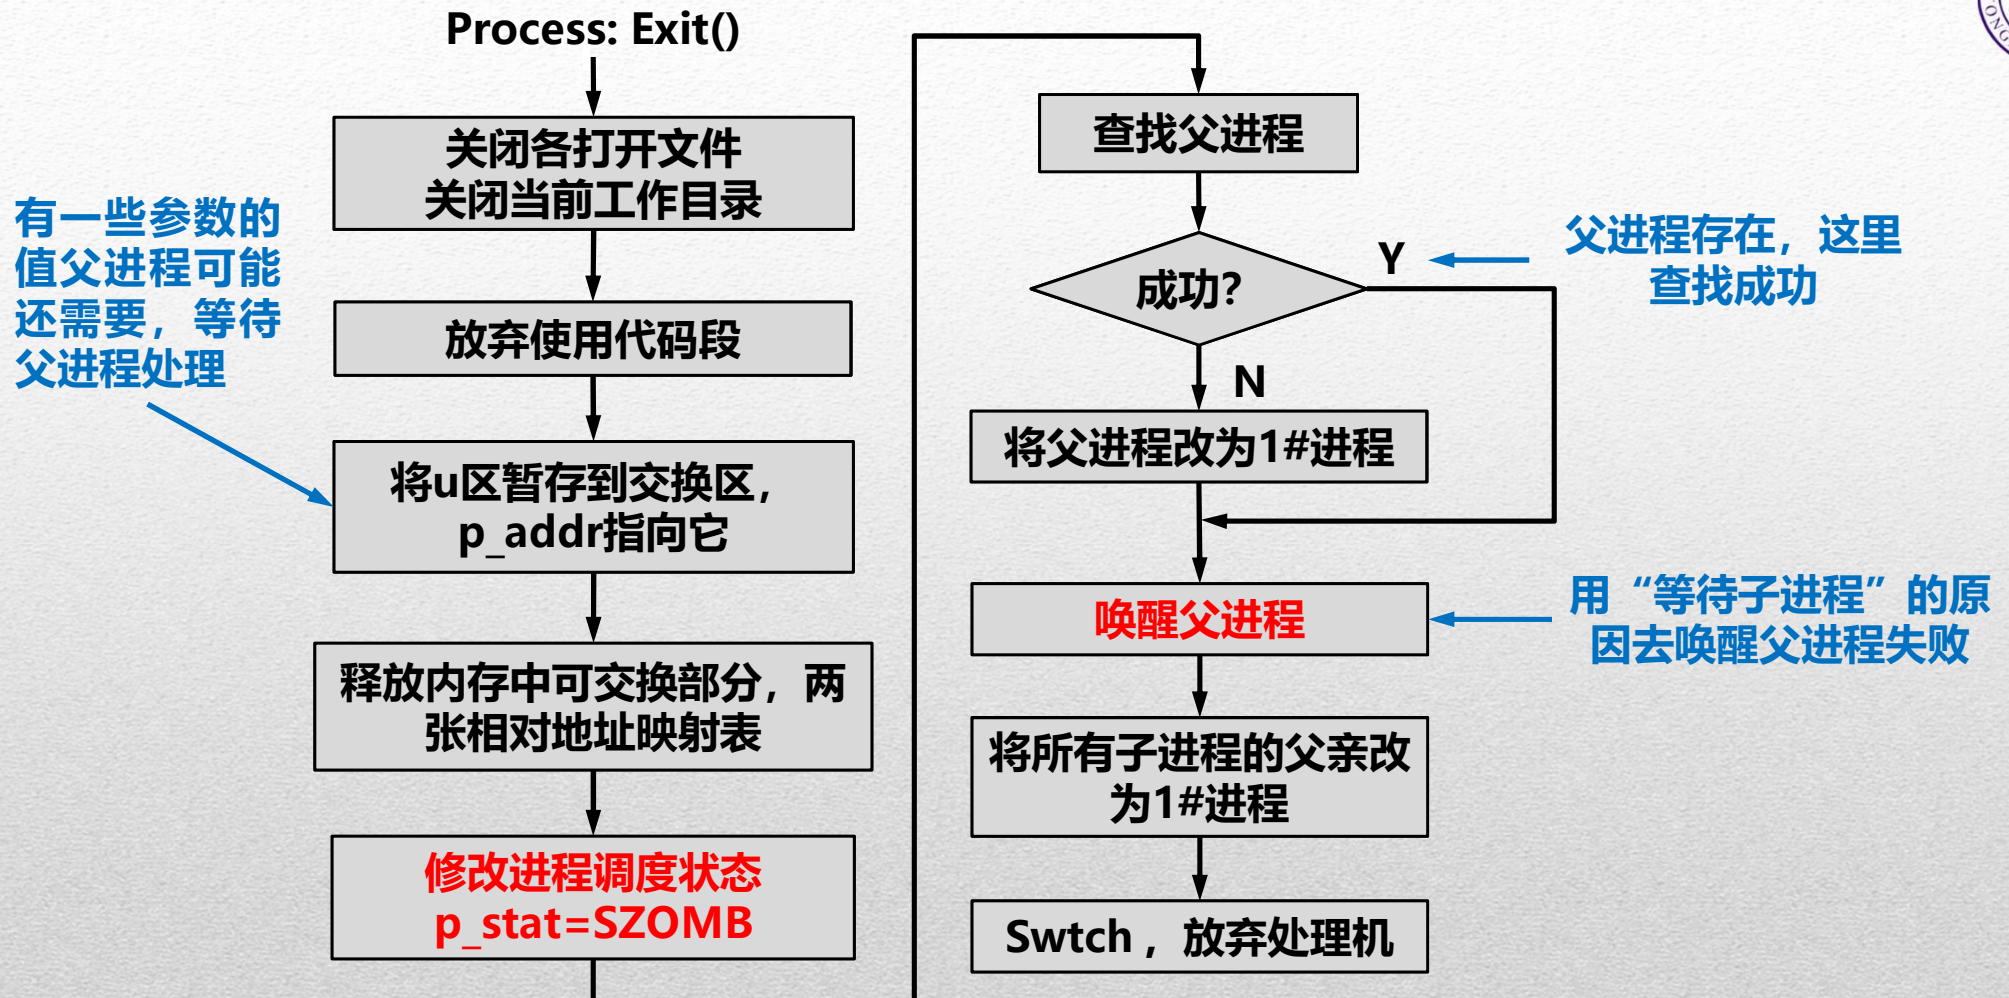 Process: Exit()
关闭各打开文件
关闭当前工作目录
有一些参数的
值父进程可能
还需要，等待
父进程处理
放弃使用代码段
将u区暂存到交换区，
p_addr指向它
释放内存中可交换部分，两
张相对地址映射表
修改进程调度状态
p_stat=SZOMB
查找父进程
成功？
Y
父进程存在，这里
查找成功
N
将父进程改为1#进程
唤醒父进程
用“等待子进程”的原
因去唤醒父进程失败
将所有子进程的父亲改
为1#进程
Swtch，放弃处理机